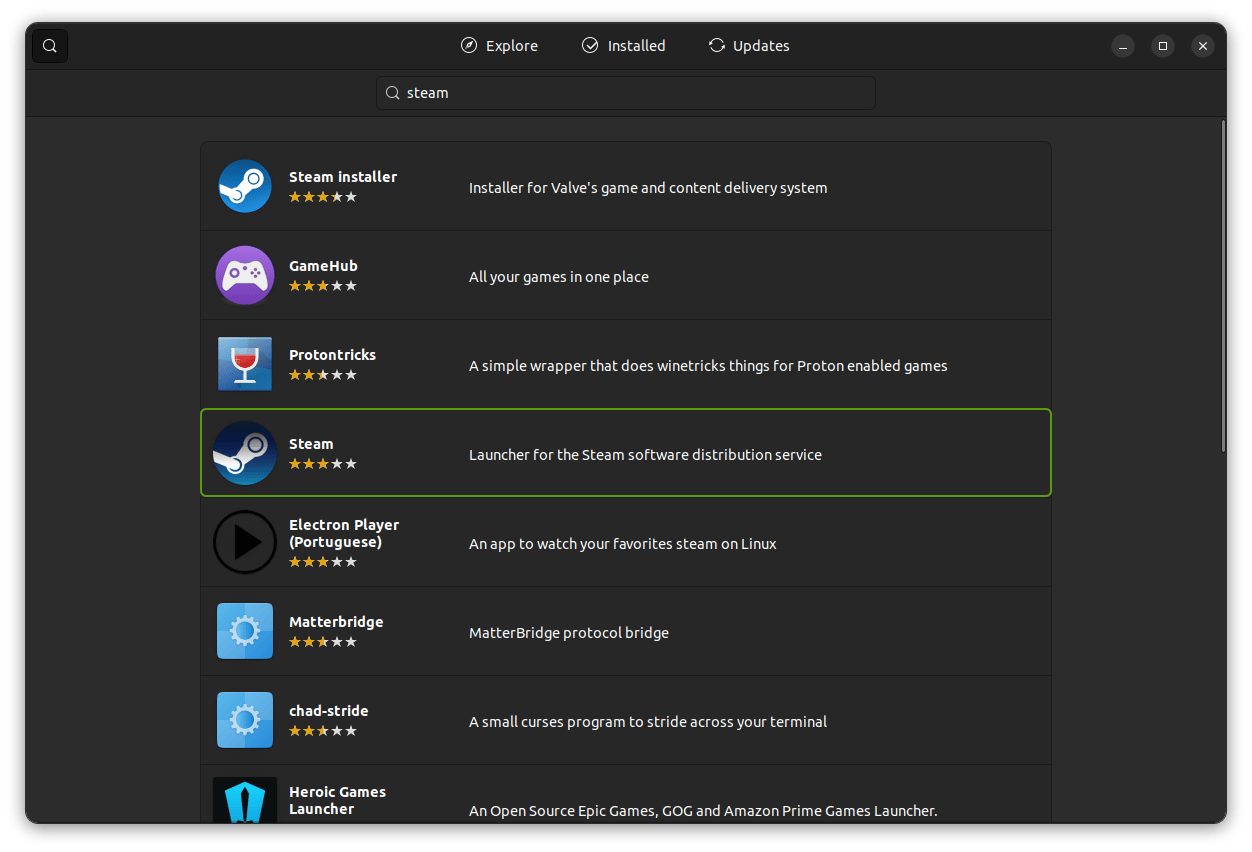 Explore Installed Updates
steam
Steam installer
Installer for Valve's game and content delivery system
GameHub
All your games in one place
Protontricks
A simple wrapper that does winetricks things for Proton enabled games
Steam
Launcher for the Steam software distribution service
Electron Player
(Portuguese)
An app to watch your favorites steam on Linux
Matterbridge
MatterBridge protocol bridge
chad-stride
A small curses program to stride across your terminal
Heroic Games
Launcher
An Open Source Epic Games, GOG and Amazon Prime Games Launcher.